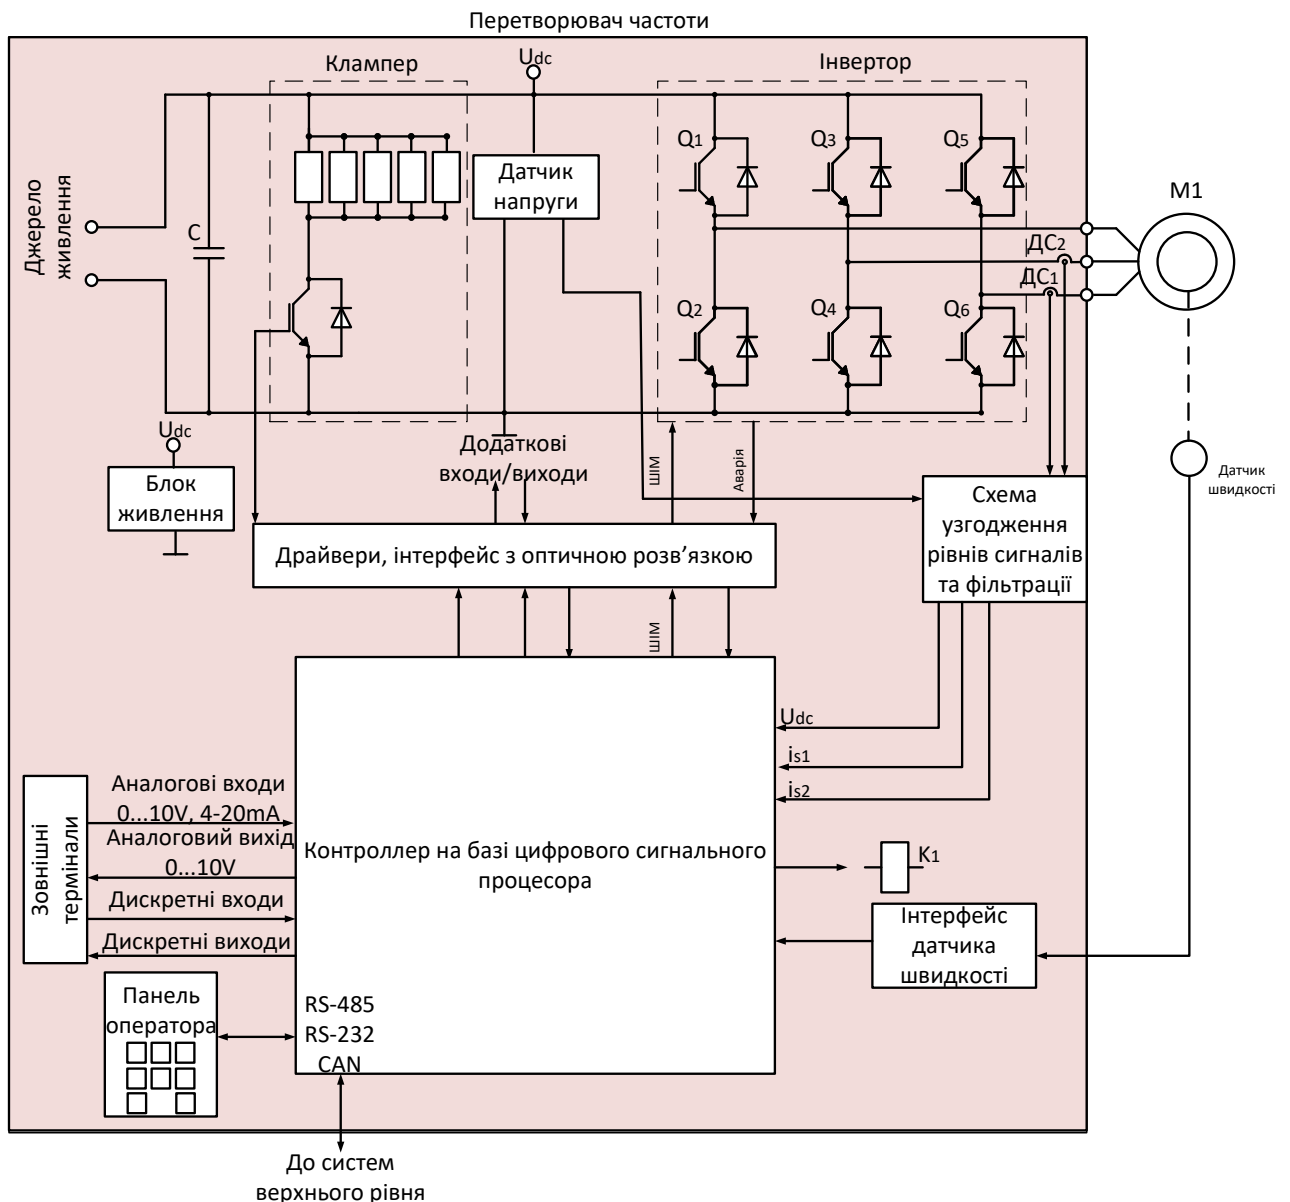 Перетворювач частоти
Клампер
Udc
Інвертор
Q1
Q3
Q5
Датчик
напруги
M1
Джерело
живлення
C
ДС2
ДС1
Q2
Q4
Q6
Udc
Додаткові
входи/виходи
ШІМ
Аварія
Датчик
швидкості
Блок
живлення
Схема
узгодження
рівнів сигналів
та фільтрації
Драйвери, інтерфейс з оптичною розв’язкою
ШІМ
Udc
is1
is2
Зовнішні
термінали
Аналогові входи
0...10V, 4-20mA
Аналоговий вихід
0...10V
Дискретні входи
Дискретні виходи
Контроллер на базі цифрового сигнального
процесора
K1
Інтерфейс
датчика
швидкості
Панель
оператора
RS-485
RS-232
CAN
До систем
верхнього рівня